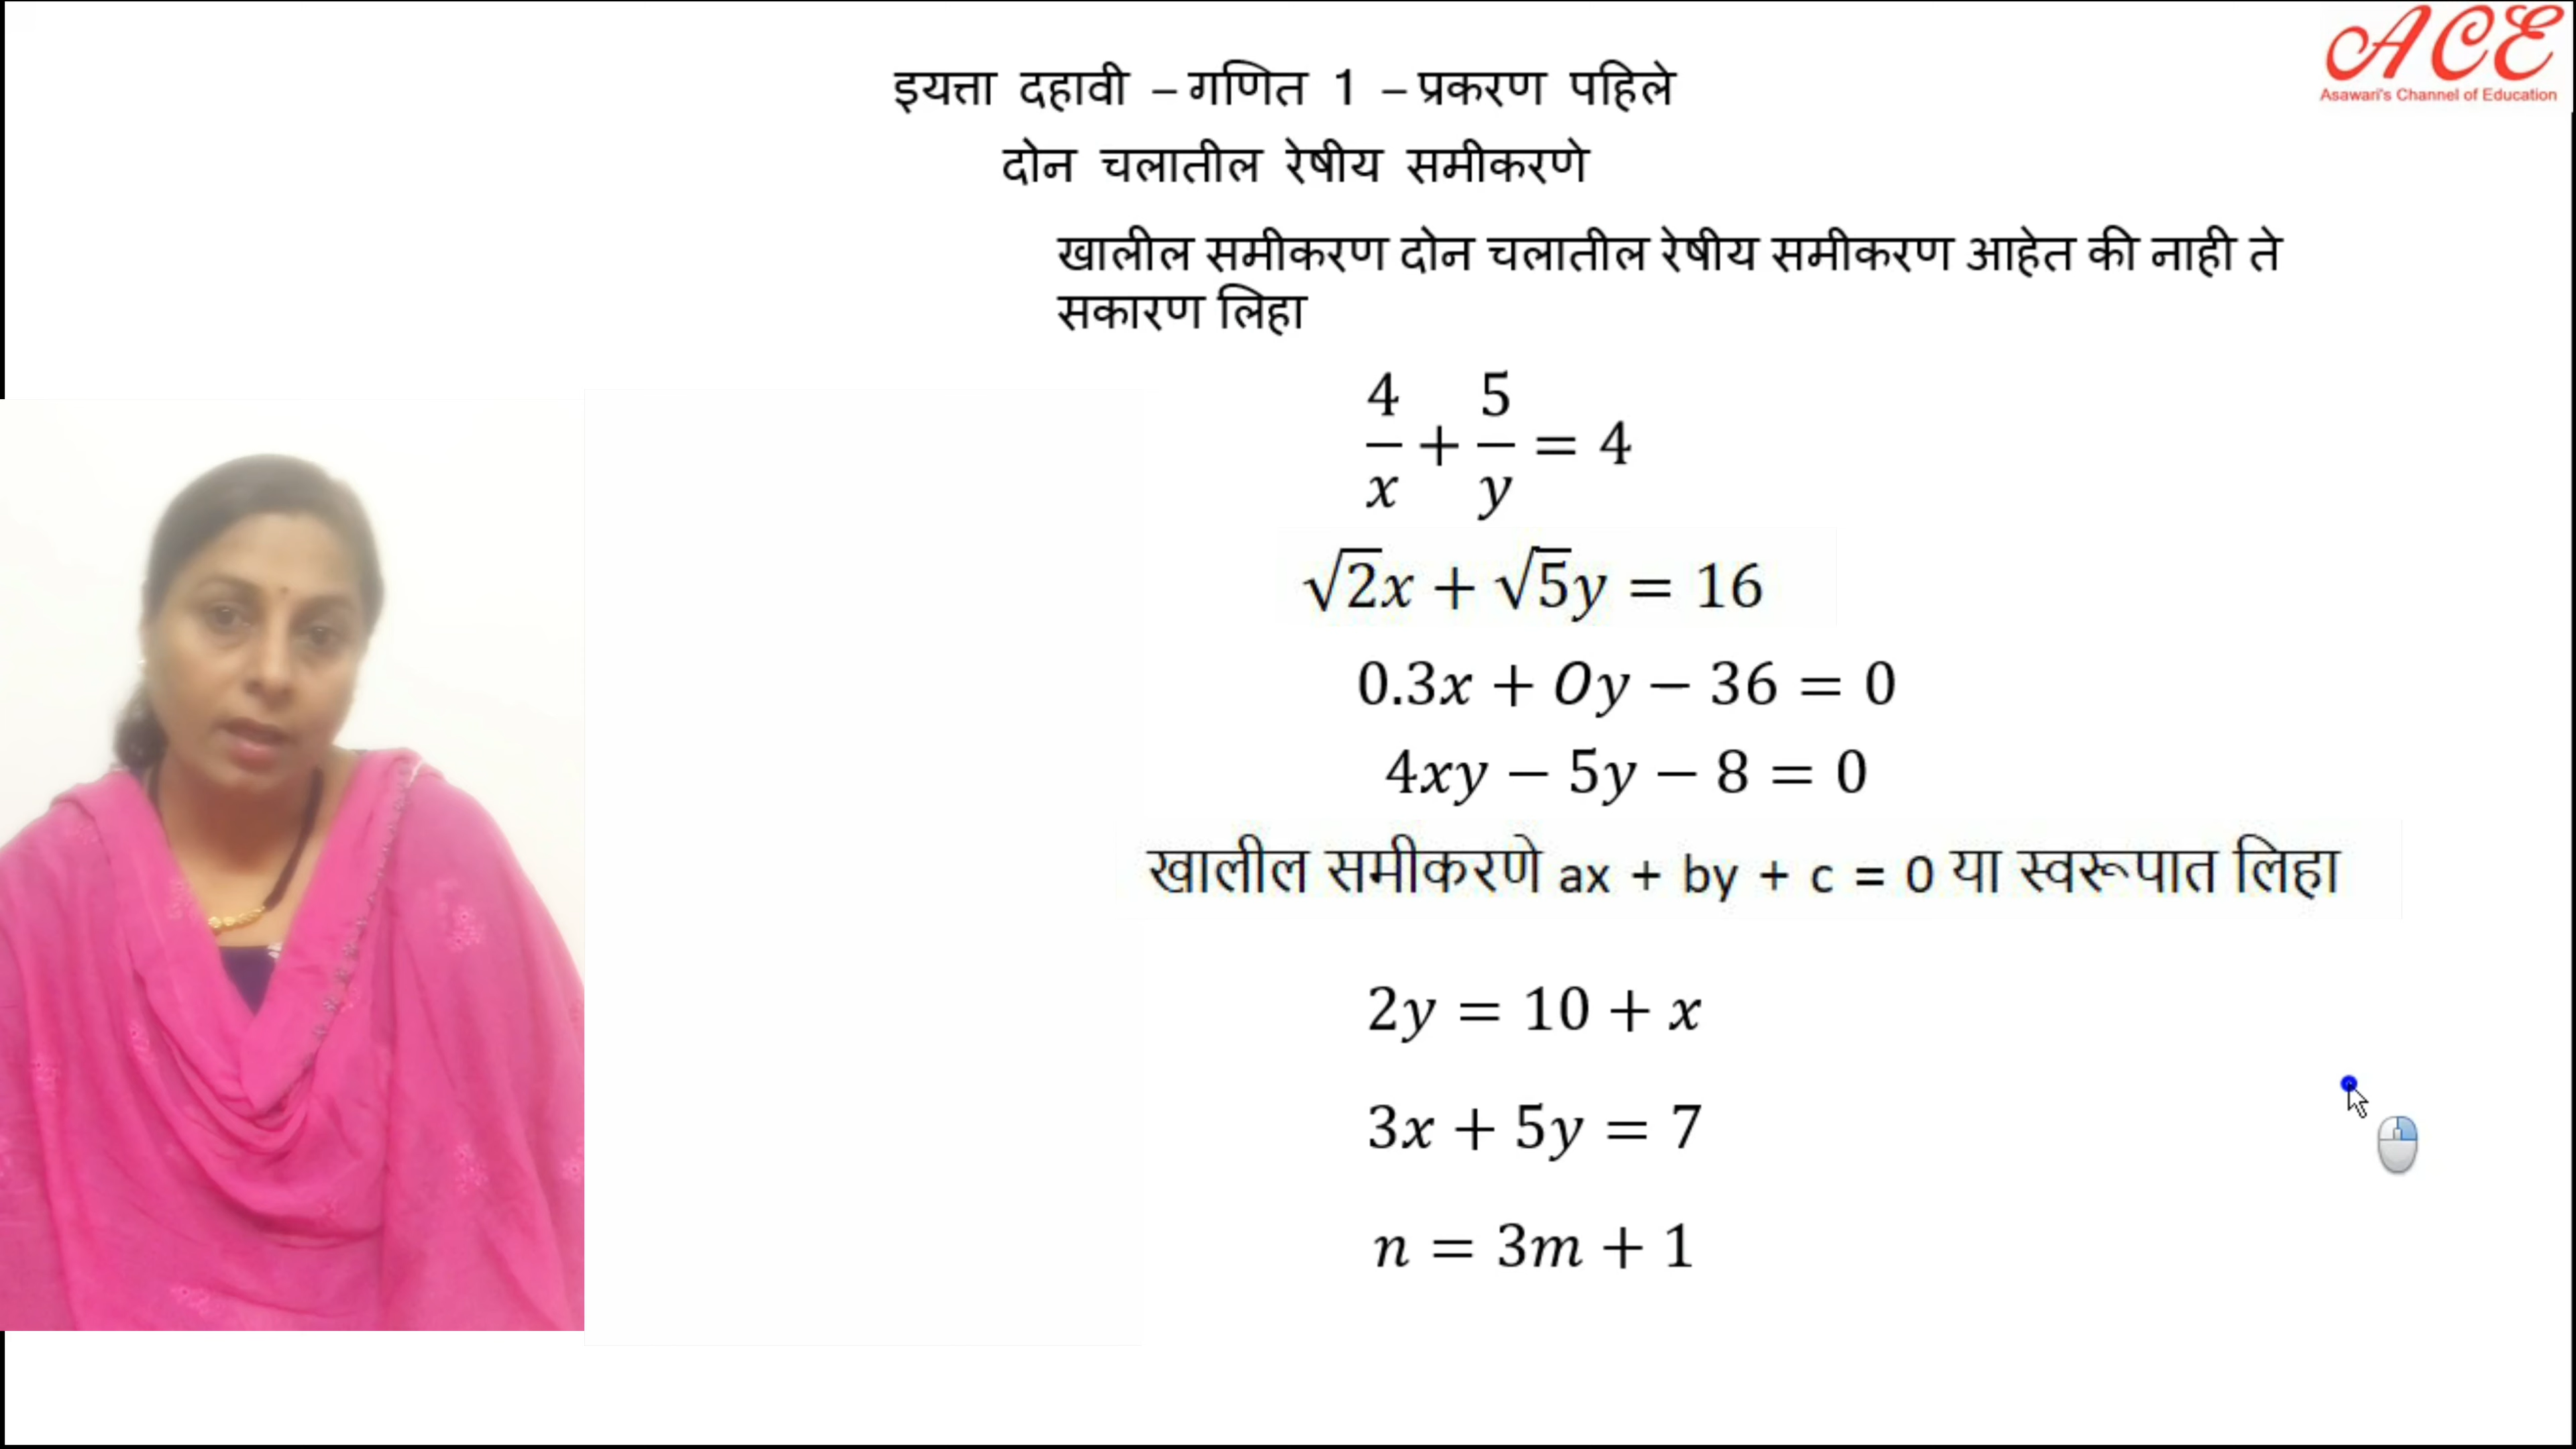 ACE
Asawari's Channel of Education
इयत्ता दहावी – गणित 1 – प्रकरण पहिले
दोन चलातील रेषीय समीकरणे
खालील समीकरण दोन चलातील रेषीय समीकरण आहेत की नाही ते
सकारण लिहा
4/x + 5/y = 4
√2x + √5y = 16
0.3x + 0y − 36 = 0
4xy − 5y − 8 = 0
खालील समीकरणे ax + by + c = 0 या स्वरूपात लिहा
2y = 10 + x
3x + 5y = 7
n = 3m + 1